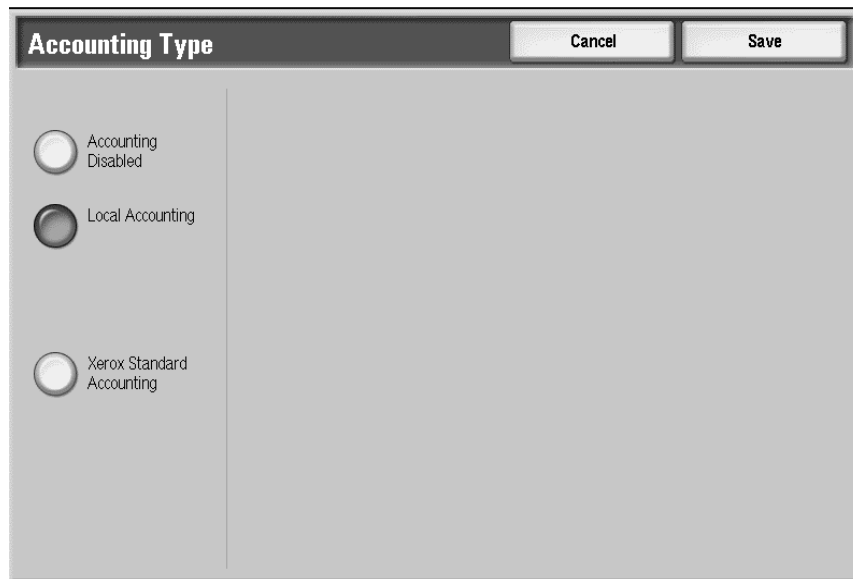 Accounting Type
Cancel
Save
Accounting
Disabled
Local Accounting
Xerox Standard
Accounting